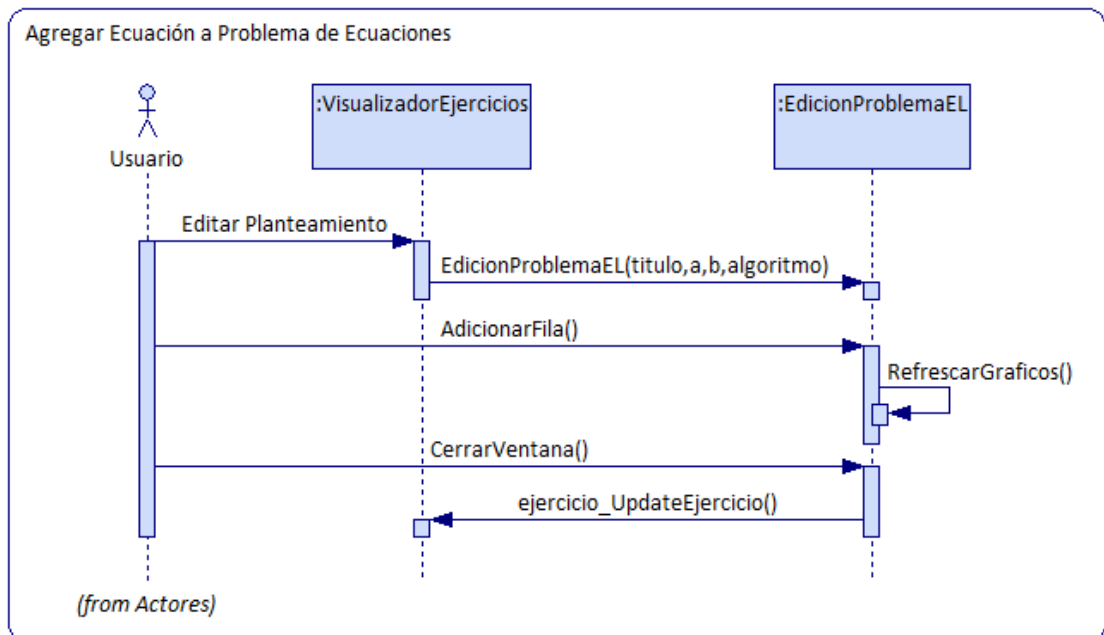 Agregar Ecuación a Problema de Ecuaciones
:VisualizadorEjercicios
:EdicionProblemaEL
Usuario
Editar Planteamiento
EdicionProblemaEL(titulo,a,b,algoritmo)
AdicionarFila()
RefrescarGraficos()
CerrarVentana()
ejercicio_UpdateEjercicio()
(from Actores)